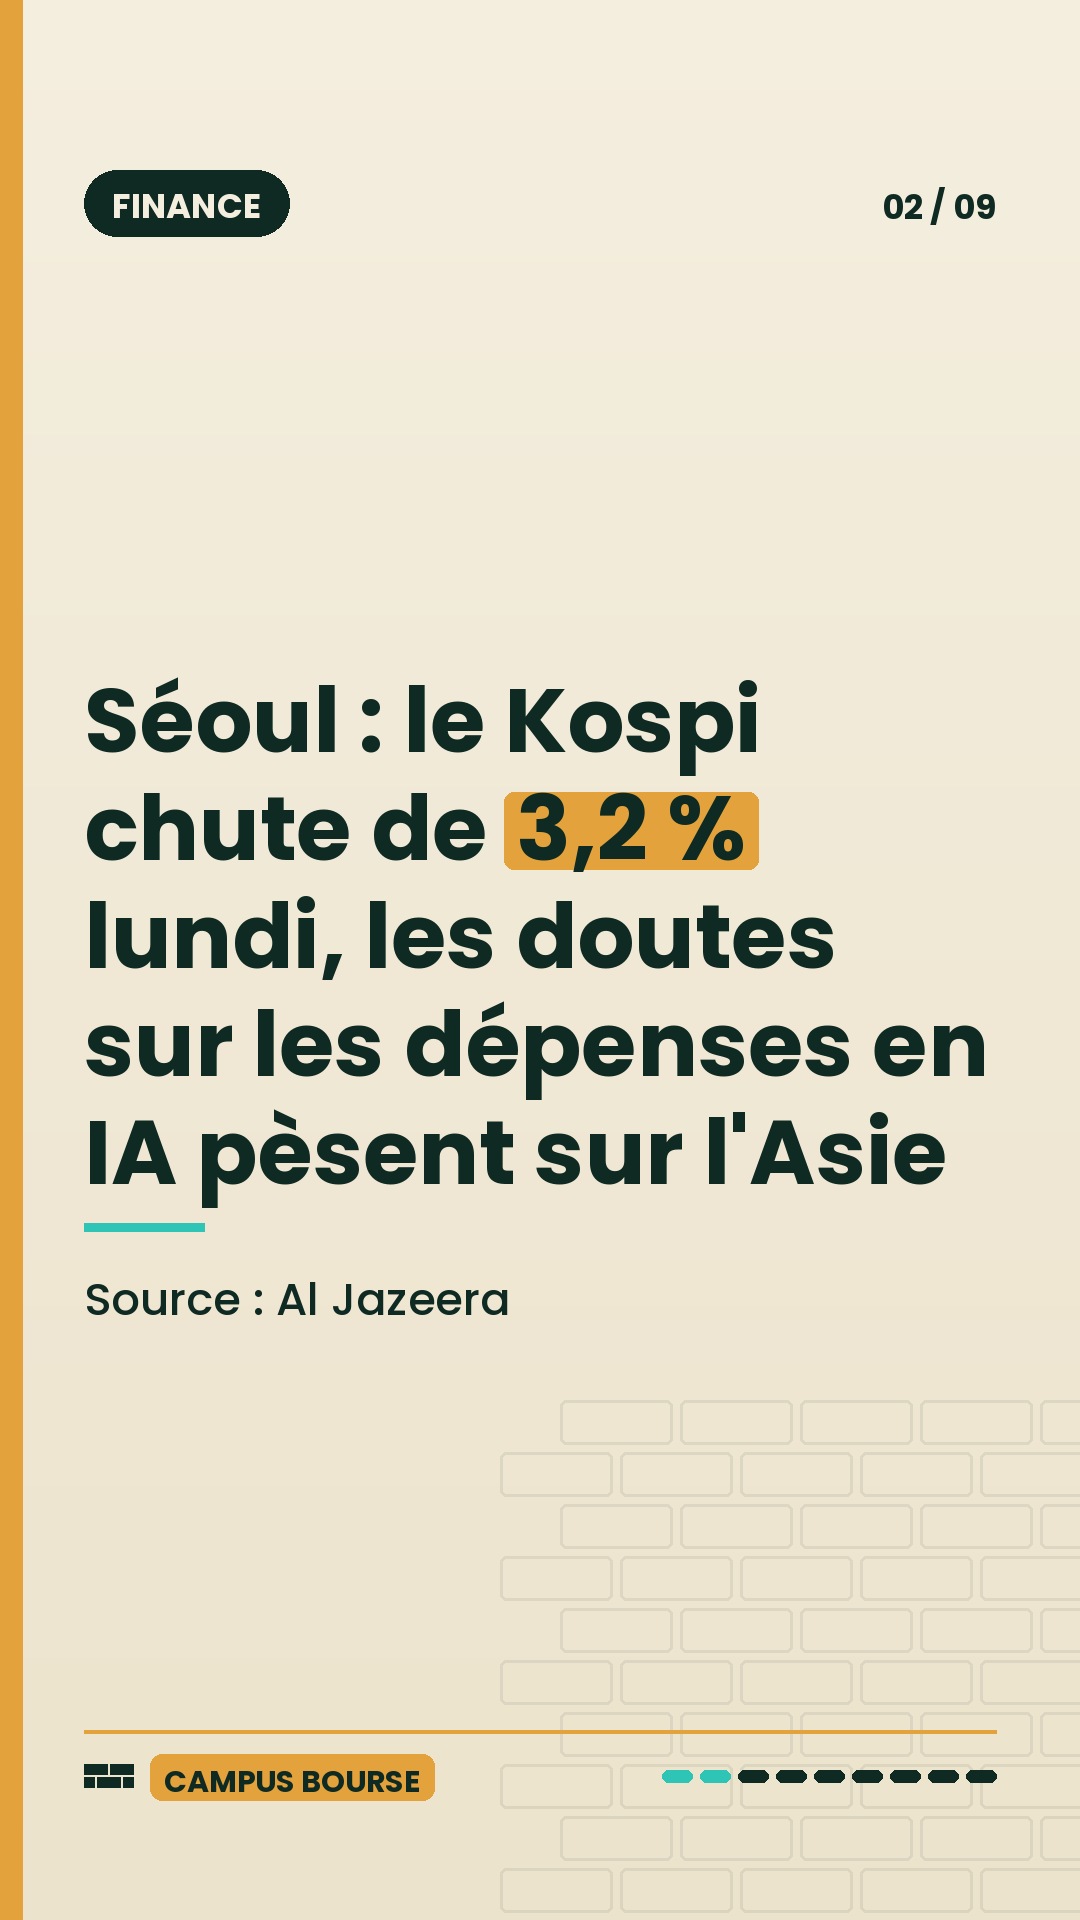 FINANCE
02 / 09
Séoul : le Kospi
chute de 3,2 %
lundi, les doutes
sur les dépenses en
IA pèsent sur l'Asie
Source : Al Jazeera
CAMPUS BOURSE